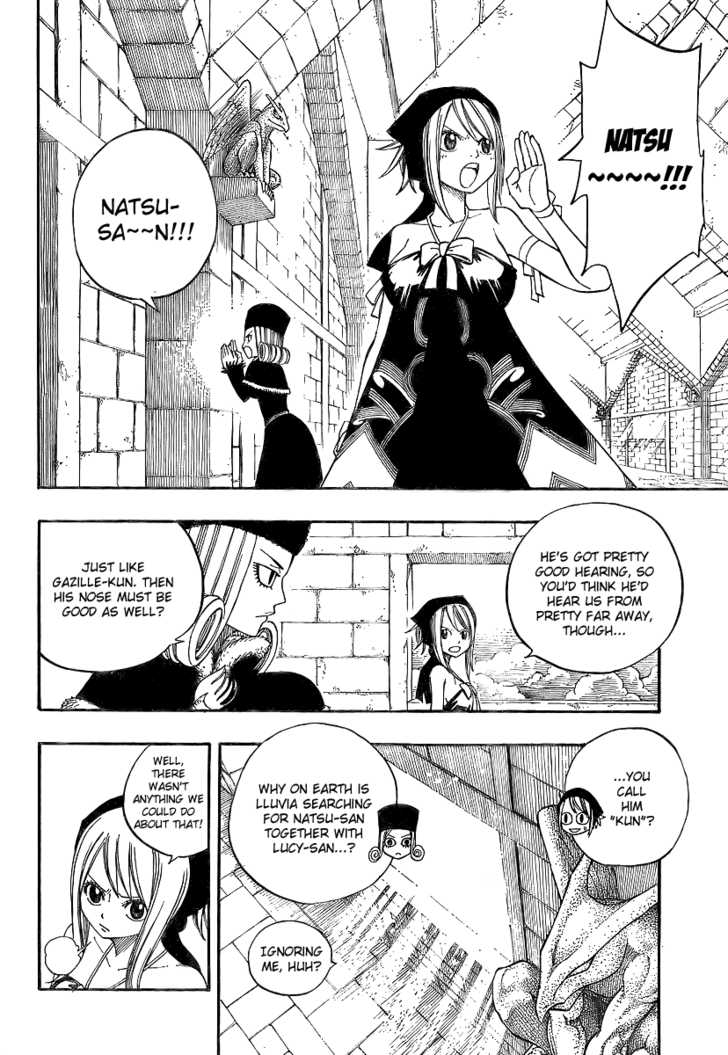 NATSU
~~~~!!!
NATSU-
SA~~N!!!
HE'S GOT PRETTY
GOOD HEARING, SO
YOU'D THINK HE'D
HEAR US FROM
PRETTY FAR AWAY,
THOUGH...
JUST LIKE
GAZILLE-KUN. THEN
HIS NOSE MUST BE
GOOD AS WELL?
...YOU
CALL
HIM
"KUN"?
WHY ON EARTH IS
LLUVIA SEARCHING
FOR NATSU-SAN
TOGETHER WITH
LUCY-SAN...?
IGNORING
ME, HUH?
WELL,
THERE
WASN'T
ANYTHING WE
COULD DO
ABOUT THAT!